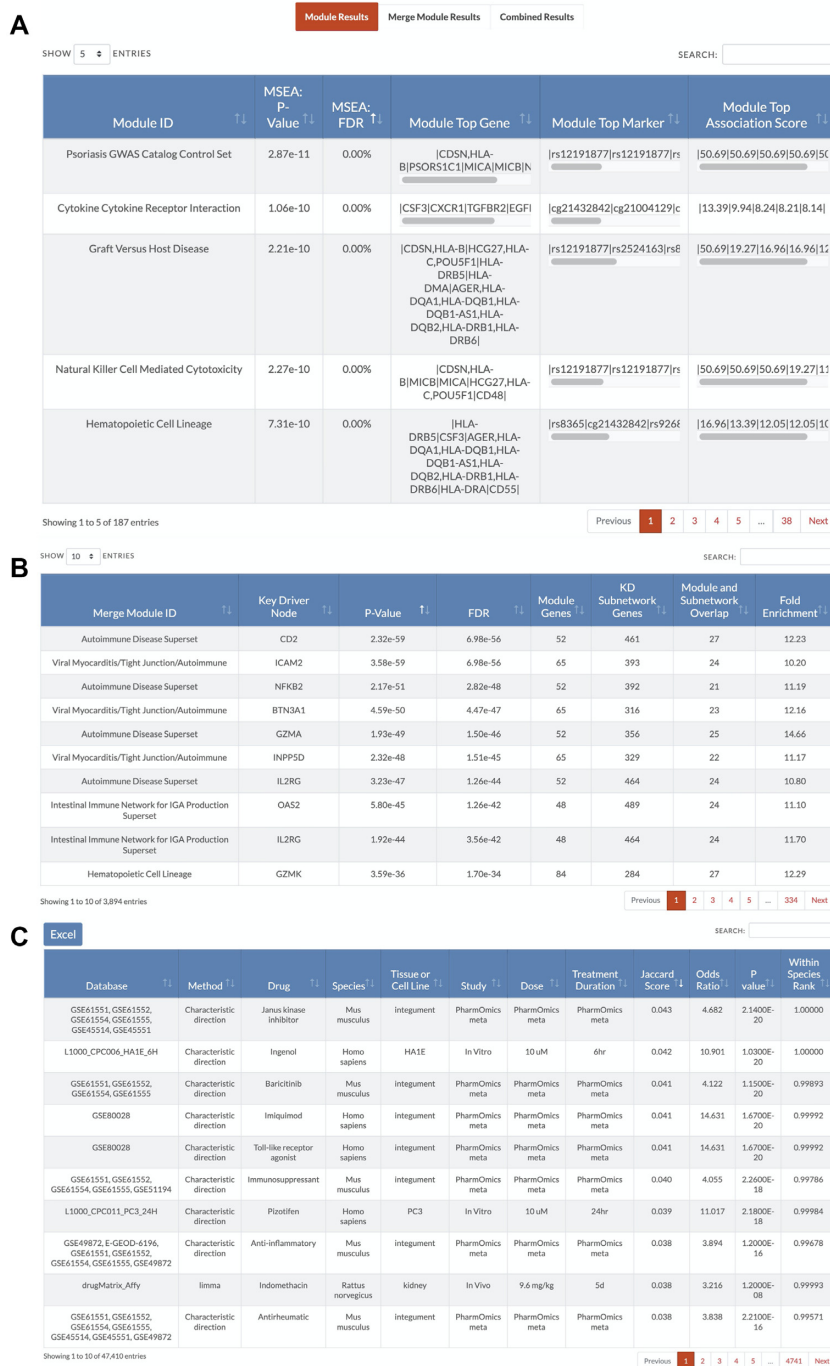 A
Module Results Merge Module Results Combined Results
SHOW 5 ENTRIES SEARCH:
Module ID MSEA: P-Value MSEA: FDR Module Top Gene Module Top Marker Module Top Association Score
Psoriasis GWAS Catalog Control Set 2.87e-11 0.00% |CDSN,HLA- |rs12191877|rs12191877|rs |50.69|50.69|50.69|50.69|50
B|PSORS1C1|MICA|MICB|N
Cytokine Cytokine Receptor Interaction 1.06e-10 0.00% |CSF3|CXCR1|TGFBR2|EGFI |cg21432842|cg21004129|c |13.39|9.94|8.24|8.21|8.14|
Graft Versus Host Disease 2.21e-10 0.00% |CDSN,HLA-B|HCG27,HLA- |rs12191877|rs2524163|rs8 |50.69|19.27|16.96|16.96|12
C,POU5F1|HLA-
DRB5|HLA-
DMA|AGER,HLA-
DQA1,HLA-DQB1,HLA-
DQB1-AS1,HLA-
DQB2,HLA-DRB1,HLA-
DRB6|
Natural Killer Cell Mediated Cytotoxicity 2.27e-10 0.00% |CDSN,HLA- |rs12191877|rs12191877|rs |50.69|50.69|50.69|19.27|11
B|MICB|MICA|HCG27,HLA-
C,POU5F1|CD48|
Hematopoietic Cell Lineage 7.31e-10 0.00% |HLA- |rs8365|cg21432842|rs9268 |16.96|13.39|12.05|12.05|10
DRB5|CSF3|AGER,HLA-
DQA1,HLA-DQB1,HLA-
DQB1-AS1,HLA-
DQB2,HLA-DRB1,HLA-
DRB6|HLA-DRA|CD55|
Showing 1 to 5 of 187 entries Previous 1 2 3 4 5 ... 38 Next
B
SHOW 10 ENTRIES SEARCH:
Merge Module ID Key Driver Node P-Value FDR Module Genes KD Subnetwork Genes Module and Subnetwork Overlap Fold Enrichment
Autoimmune Disease Superset CD2 2.32e-59 6.98e-56 52 461 27 12.23
Viral Myocarditis/Tight Junction/Autoimmune ICAM2 3.58e-59 6.98e-56 65 393 24 10.20
Autoimmune Disease Superset NFKB2 2.17e-51 2.82e-48 52 392 21 11.19
Viral Myocarditis/Tight Junction/Autoimmune BTN3A1 4.59e-50 4.47e-47 65 316 23 12.16
Autoimmune Disease Superset GZMA 1.93e-49 1.50e-46 52 356 25 14.66
Viral Myocarditis/Tight Junction/Autoimmune INPP5D 2.32e-48 1.51e-45 65 329 22 11.17
Autoimmune Disease Superset IL2RG 3.23e-47 1.26e-44 52 464 24 10.80
Intestinal Immune Network for IGA Production OAS2 5.80e-45 1.26e-42 48 489 24 11.10
Superset
Intestinal Immune Network for IGA Production IL2RG 1.92e-44 3.56e-42 48 464 24 11.70
Superset
Hematopoietic Cell Lineage GZMK 3.59e-36 1.70e-34 84 284 27 12.29
Showing 1 to 10 of 3,894 entries Previous 1 2 3 4 5 ... 334 Next
C
Excel SEARCH:
Database Method Drug Species Tissue or Cell Line Study Dose Treatment Duration Jaccard Score Odds Ratio P value Within Species Rank
GSE61551, GSE61552, Characteristic Janus kinase Mus integument PharmOmics PharmOmics PharmOmics 0.043 4.682 2.1400E- 1.00000
GSE61554, GSE61555, direction inhibitor musculus meta meta meta 20
GSE45514, GSE45551
L1000_CPC006_HA1E_6H Characteristic Ingenol Homo HA1E In Vitro 10 uM 6hr 0.042 10.901 1.0300E- 1.00000
direction sapiens 20
GSE61551, GSE61552, Characteristic Baricitinib Mus integument PharmOmics PharmOmics PharmOmics 0.041 4.122 1.1500E- 0.99893
GSE61554, GSE61555 direction musculus meta meta meta 20
GSE80028 Characteristic Imiquimod Homo integument PharmOmics PharmOmics PharmOmics 0.041 14.631 1.6700E- 0.99992
direction sapiens meta meta meta 20
GSE80028 Characteristic Toll-like receptor Homo integument PharmOmics PharmOmics PharmOmics 0.041 14.631 1.6700E- 0.99992
direction agonist sapiens meta meta meta 20
GSE61551, GSE61552, Characteristic Immunosuppressant Mus integument PharmOmics PharmOmics PharmOmics 0.040 4.055 2.2600E- 0.99786
GSE61554, GSE61555, GSE51194 direction musculus meta meta meta 18
L1000_CPC011_PC3_24H Characteristic Pizotifen Homo PC3 In Vitro 10 uM 24hr 0.039 11.017 2.1800E- 0.99984
direction sapiens 18
GSE49872, E-GEOD-6196, Characteristic Anti-inflammatory Mus integument PharmOmics PharmOmics PharmOmics 0.038 3.894 1.2000E- 0.99678
GSE61551, GSE61552, direction musculus meta meta meta 16
GSE61554, GSE61555, GSE49872
drugMatrix_Affy limma Indomethacin Rattus kidney In Vivo 9.6 mg/kg 5d 0.038 3.216 1.2000E- 0.99993
norvegicus 08
GSE61551, GSE61552, Characteristic Antirheumatic Mus integument PharmOmics PharmOmics PharmOmics 0.038 3.838 2.2100E- 0.99571
GSE61554, GSE61555, direction musculus meta meta meta 16
GSE45514, GSE45551, GSE49872
Showing 1 to 10 of 47,410 entries Previous 1 2 3 4 5 ... 4741 Next